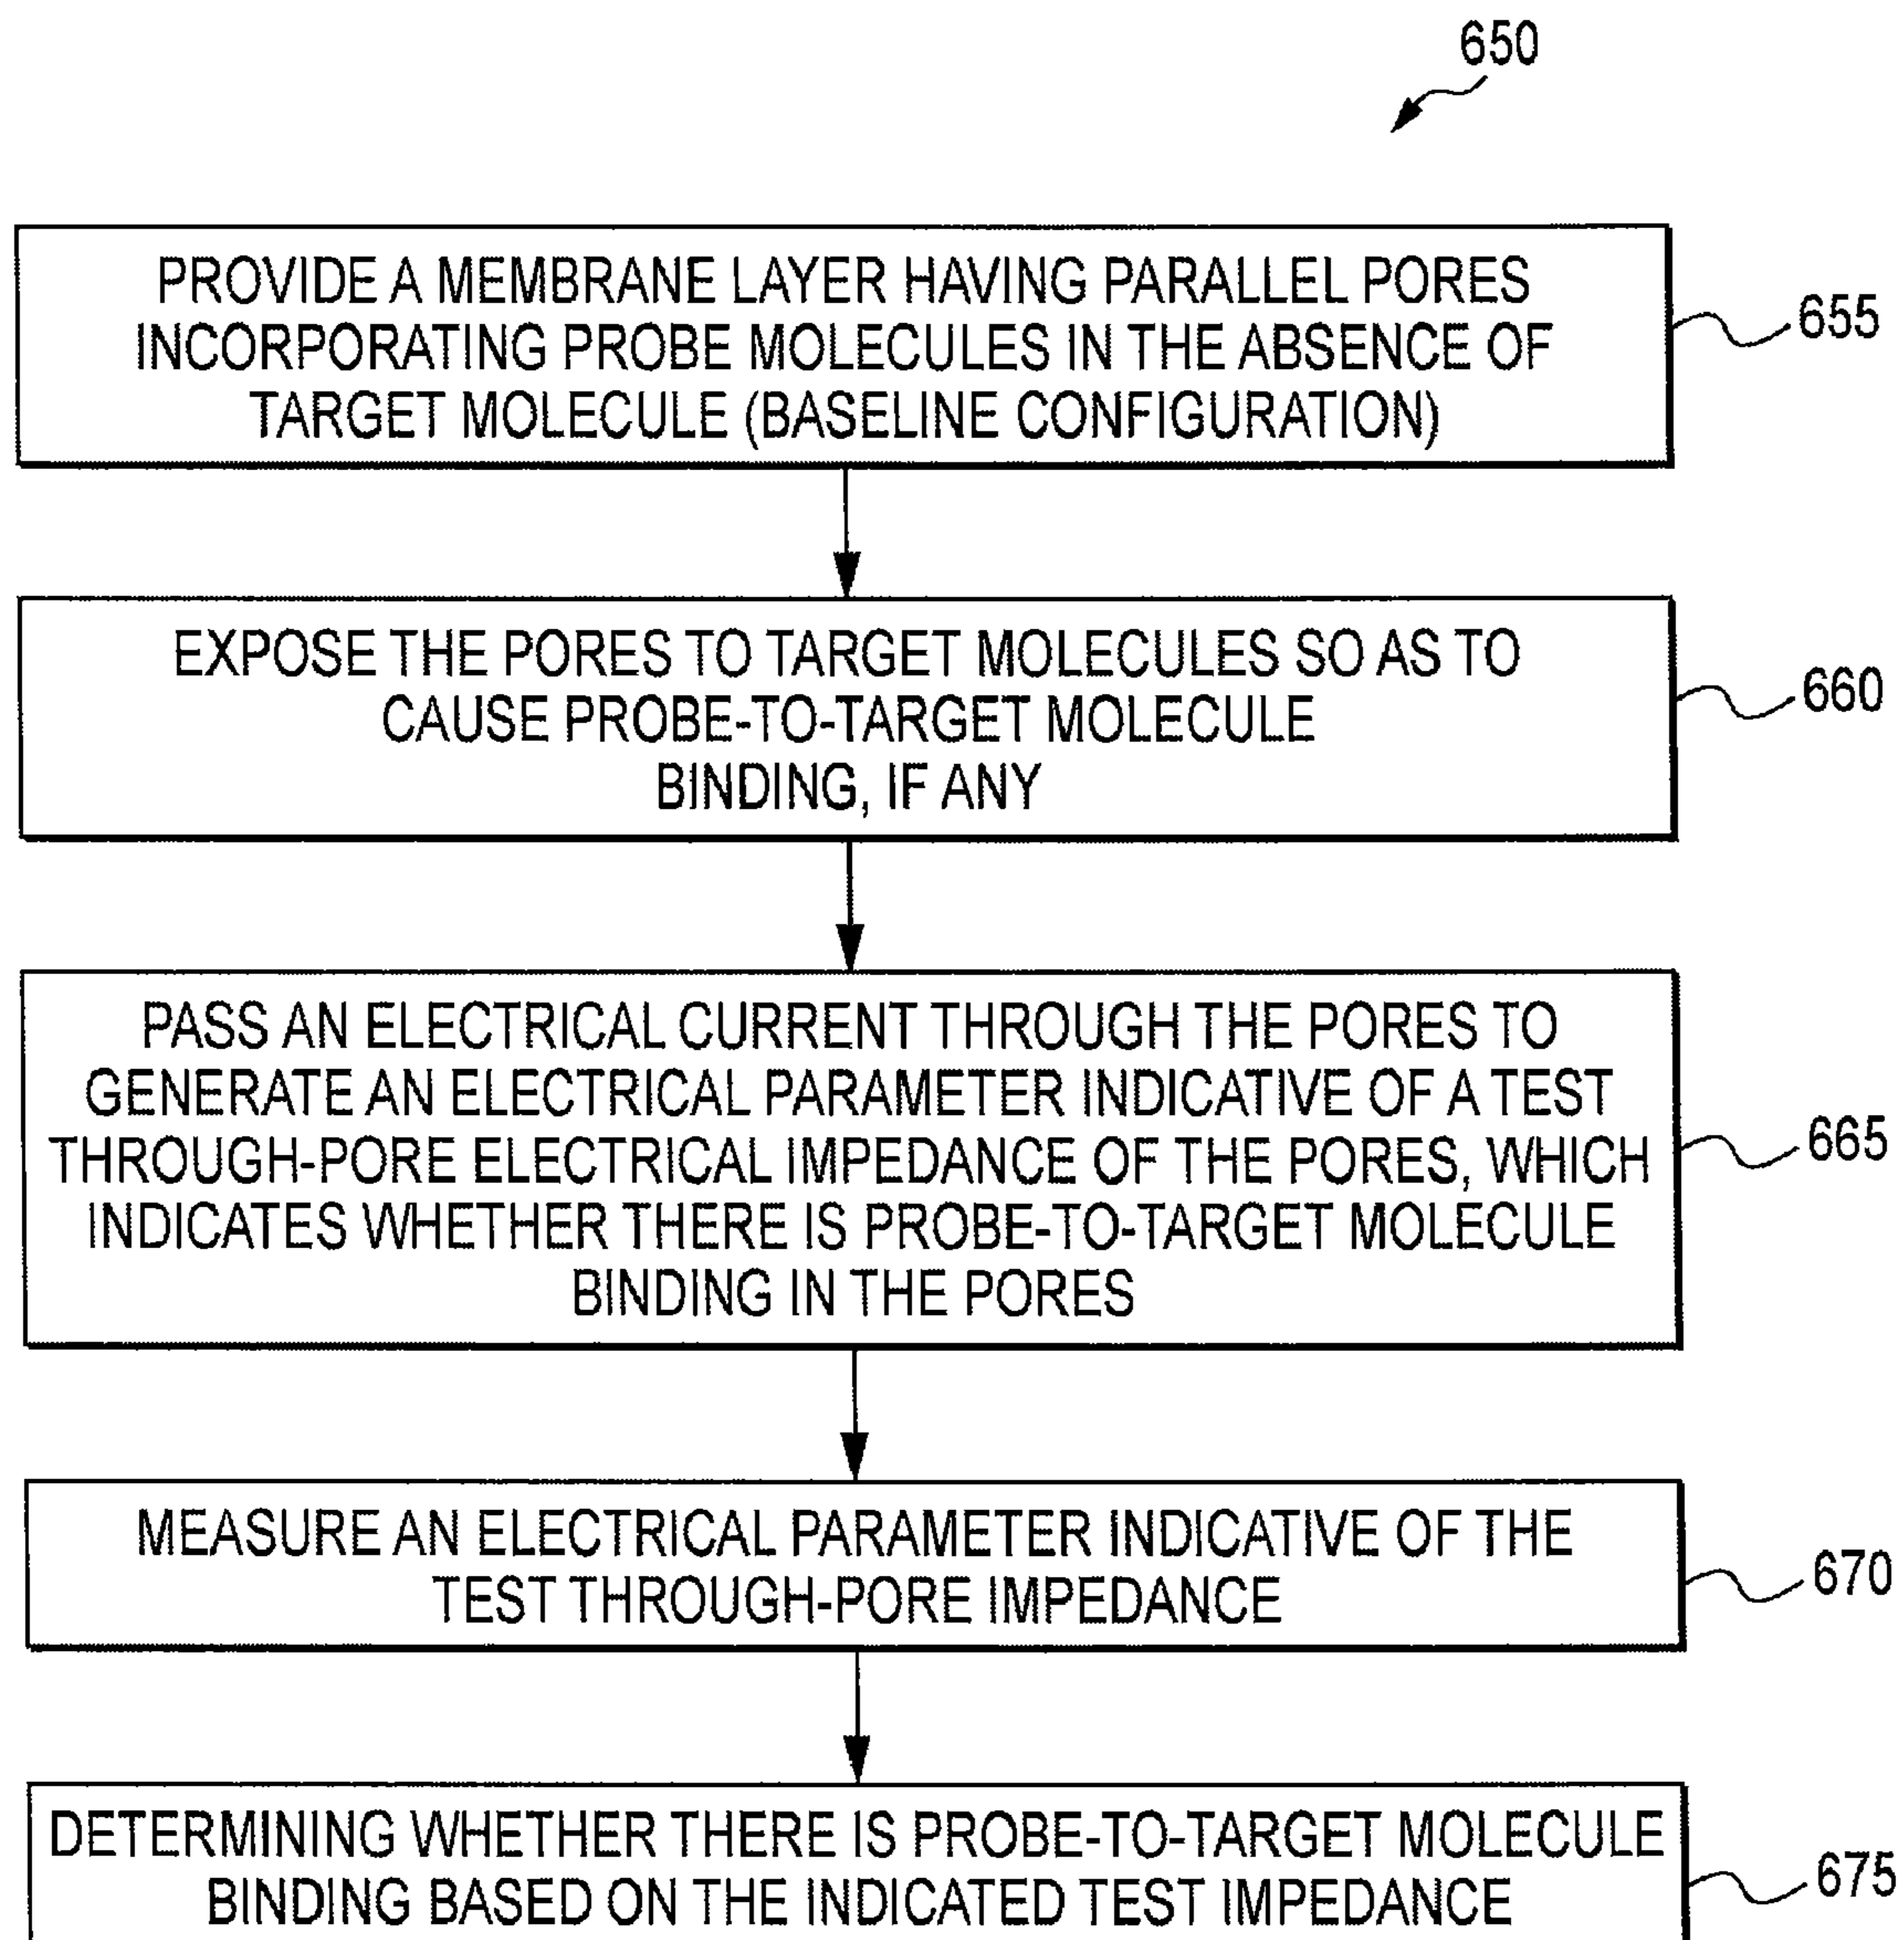 650
PROVIDE A MEMBRANE LAYER HAVING PARALLEL PORES
INCORPORATING PROBE MOLECULES IN THE ABSENCE OF
TARGET MOLECULE (BASELINE CONFIGURATION)
655
EXPOSE THE PORES TO TARGET MOLECULES SO AS TO
CAUSE PROBE-TO-TARGET MOLECULE
BINDING, IF ANY
660
PASS AN ELECTRICAL CURRENT THROUGH THE PORES TO
GENERATE AN ELECTRICAL PARAMETER INDICATIVE OF A TEST
THROUGH-PORE ELECTRICAL IMPEDANCE OF THE PORES, WHICH
INDICATES WHETHER THERE IS PROBE-TO-TARGET MOLECULE
BINDING IN THE PORES
665
MEASURE AN ELECTRICAL PARAMETER INDICATIVE OF THE
TEST THROUGH-PORE IMPEDANCE
670
DETERMINING WHETHER THERE IS PROBE-TO-TARGET MOLECULE
BINDING BASED ON THE INDICATED TEST IMPEDANCE
675